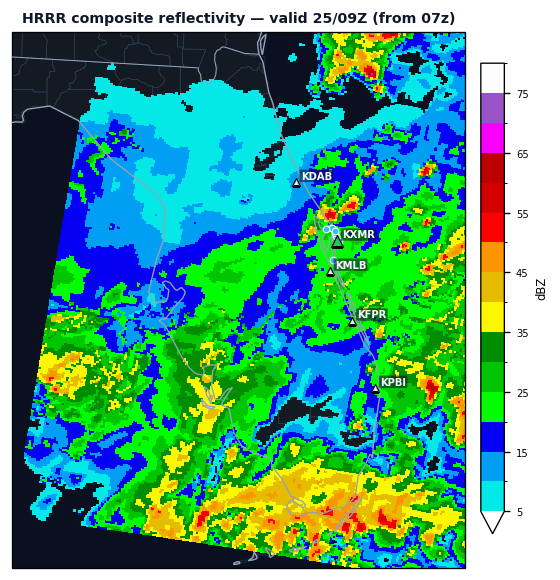 HRRR composite reflectivity — valid 25/09Z (from 07z)
KDAB
KXMR
KMLB
KFPR
KPBI
75
65
55
45
35
25
15
5
dBZ